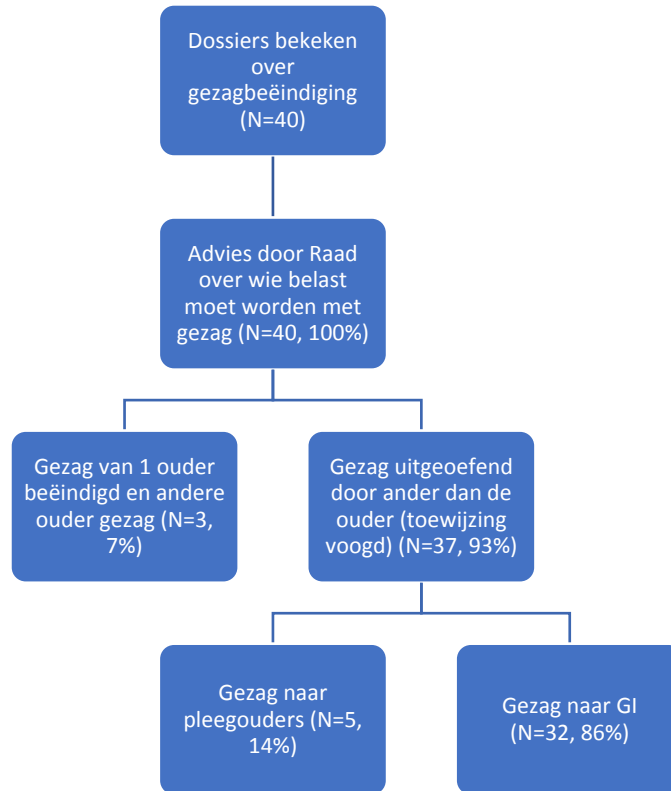 Dossiers bekeken
over
gezagbeëindiging
(N=40)
Advies door Raad
over wie belast
moet worden met
gezag (N=40, 100%)
Gezag van 1 ouder
beëindigd en andere
ouder gezag (N=3,
7%)
Gezag uitgeoefend
door ander dan de
ouder (toewijzing
voogd) (N=37, 93%)
Gezag naar
pleegouders (N=5,
14%)
Gezag naar GI
(N=32, 86%)